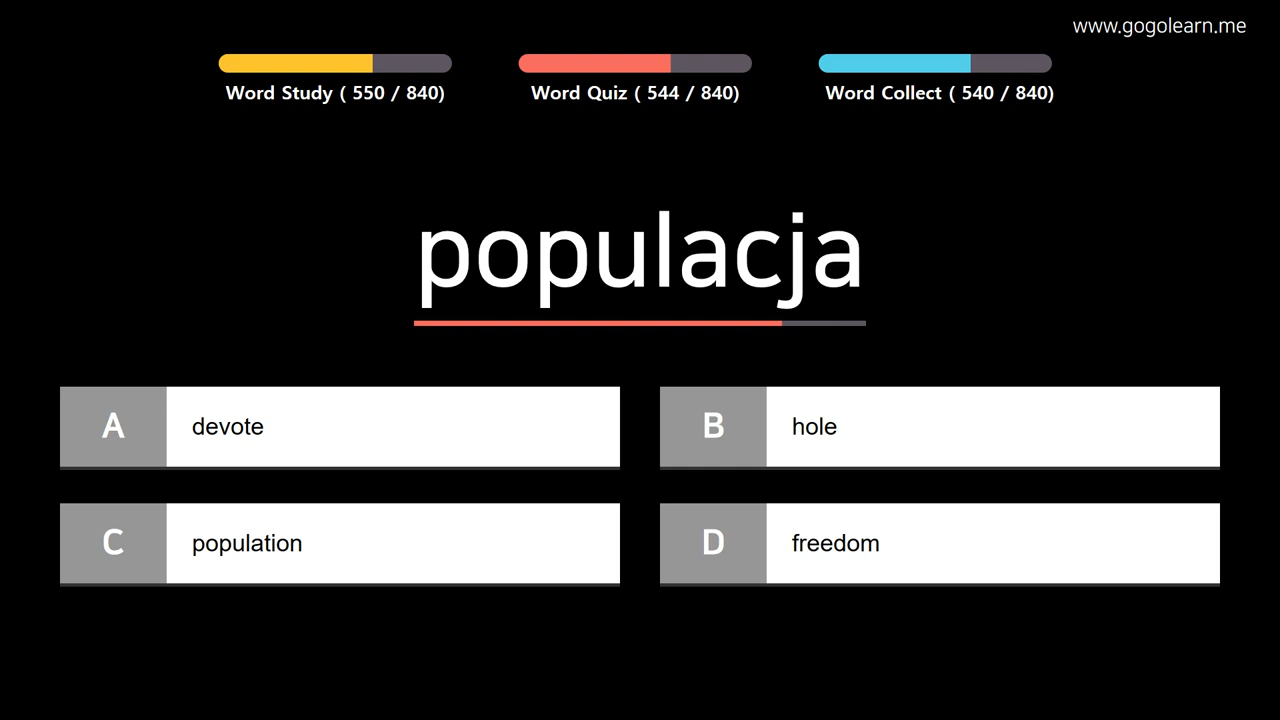 www.gogolearn.me
Word Study ( 550 / 840)
Word Quiz ( 544 / 840)
Word Collect ( 540 / 840)
populacja
A devote
B hole
C population
D freedom